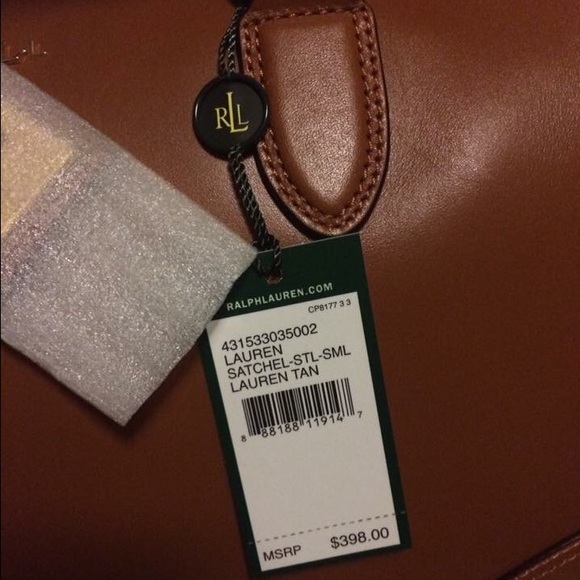 RLL
RALPHLAUREN.COM
CP8177 3 3
431533035002
LAUREN
SATCHEL-STL-SML
LAUREN TAN
8 88188 11914 7
MSRP $398.00